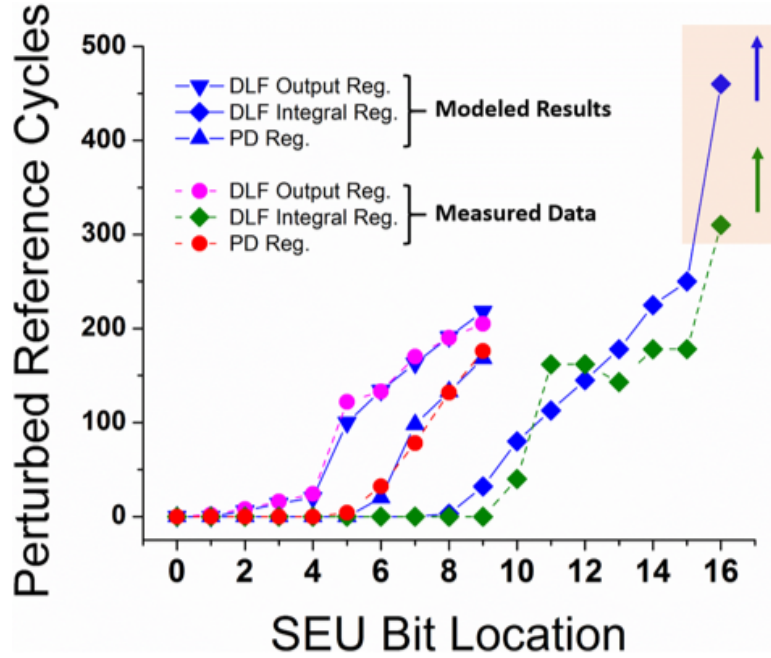 Perturbed Reference Cycles
500
400
300
200
100
0
DLF Output Reg.
DLF Integral Reg.
PD Reg.
Modeled Results
DLF Output Reg.
DLF Integral Reg.
PD Reg.
Measured Data
0 2 4 6 8 10 12 14 16
SEU Bit Location